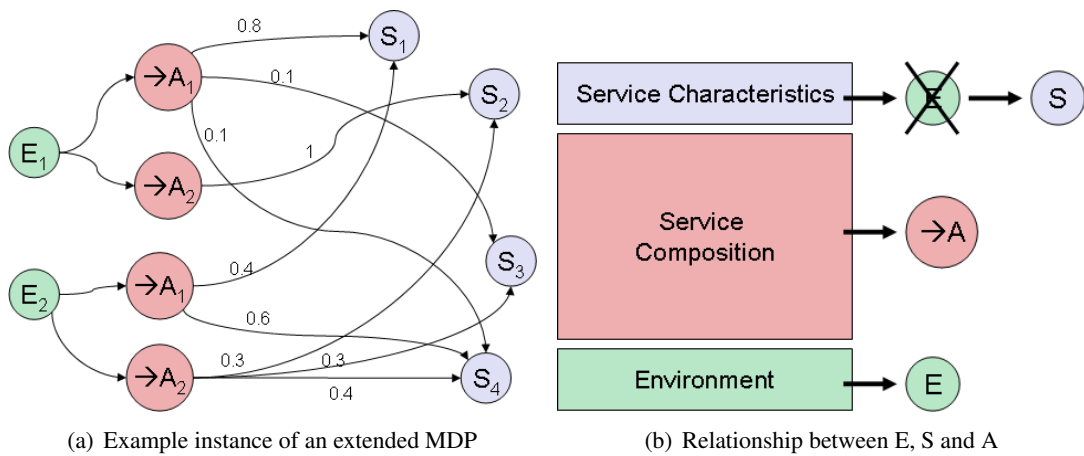 0.8
S₁
→A₁
0.1
S₂
0.1
E₁
1
→A₂
S₃
0.4
→A₁
E₂
0.6
0.3
0.3
→A₂
0.4
S₄
(a) Example instance of an extended MDP
Service Characteristics
E
S
Service
Composition
→A
Environment
E
(b) Relationship between E, S and A